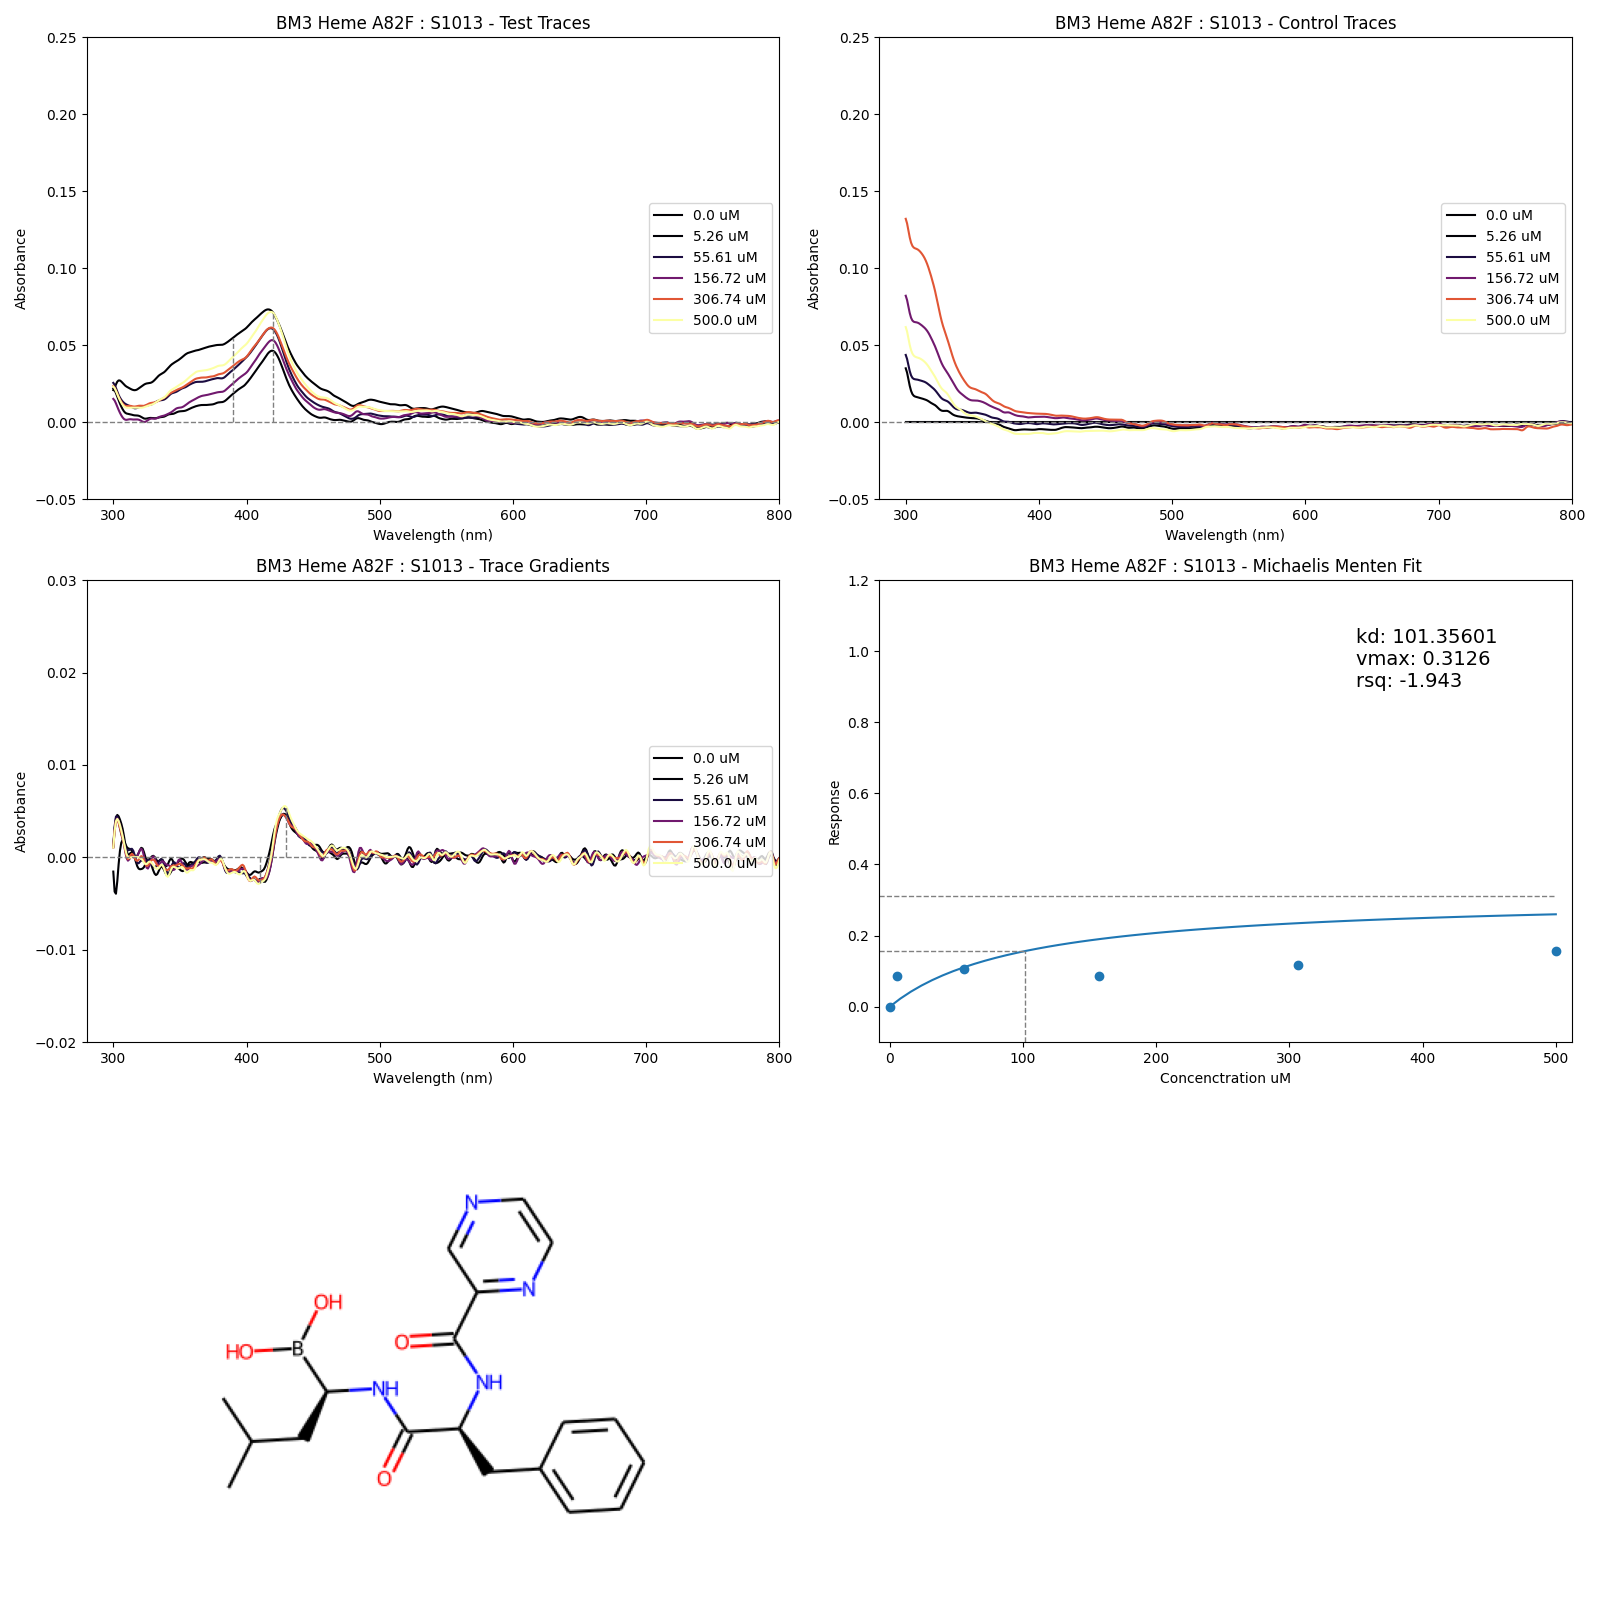 BM3 Heme A82F : S1013 - Test Traces
Absorbance
0.25
0.20
0.15
0.10
0.05
0.00
−0.05
300
400
500
600
700
800
Wavelength (nm)
0.0 uM
5.26 uM
55.61 uM
156.72 uM
306.74 uM
500.0 uM
BM3 Heme A82F : S1013 - Control Traces
Absorbance
0.25
0.20
0.15
0.10
0.05
0.00
−0.05
300
400
500
600
700
800
Wavelength (nm)
0.0 uM
5.26 uM
55.61 uM
156.72 uM
306.74 uM
500.0 uM
BM3 Heme A82F : S1013 - Trace Gradients
Absorbance
0.03
0.02
0.01
0.00
−0.01
−0.02
300
400
500
600
700
800
Wavelength (nm)
0.0 uM
5.26 uM
55.61 uM
156.72 uM
306.74 uM
500.0 uM
BM3 Heme A82F : S1013 - Michaelis Menten Fit
Response
1.2
1.0
0.8
0.6
0.4
0.2
0.0
0
100
200
300
400
500
Concenctration uM
kd: 101.35601
vmax: 0.3126
rsq: -1.943
N
N
OH
HO
B
O
NH
NH
O